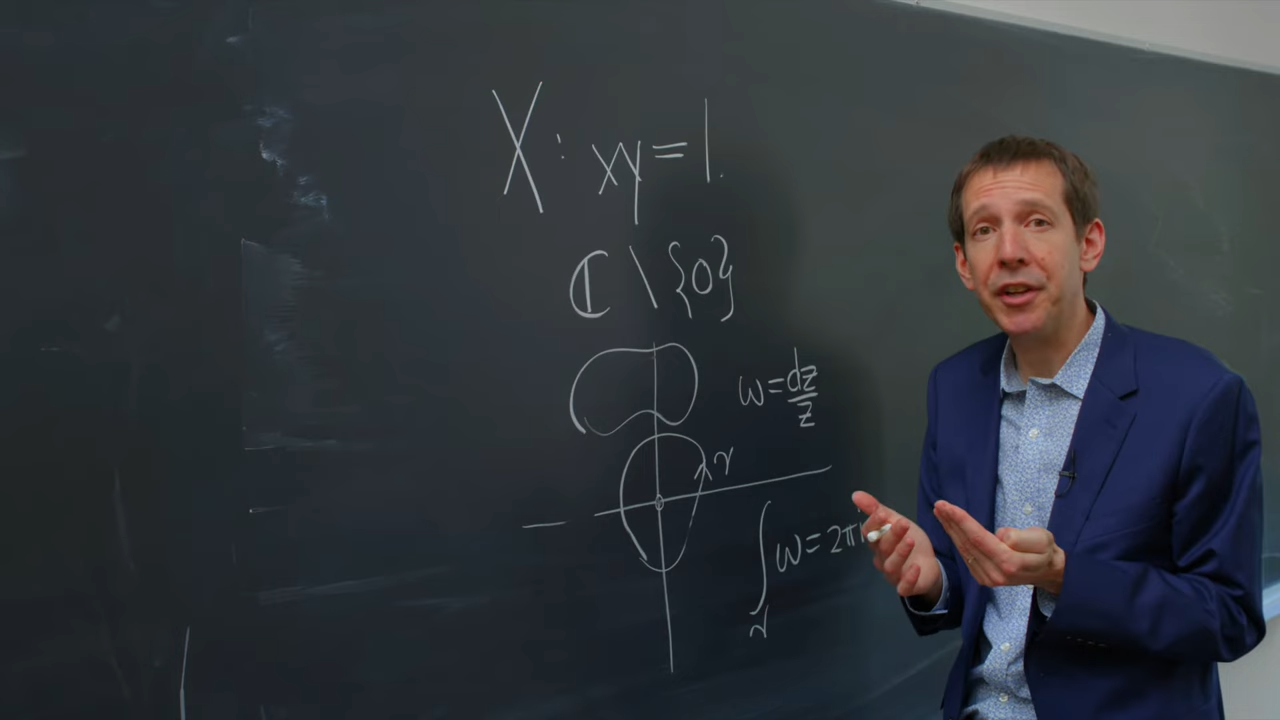 X: xy=1.
ℂ \ {0}
ω = dz/z
γ
∫_γ ω = 2πi